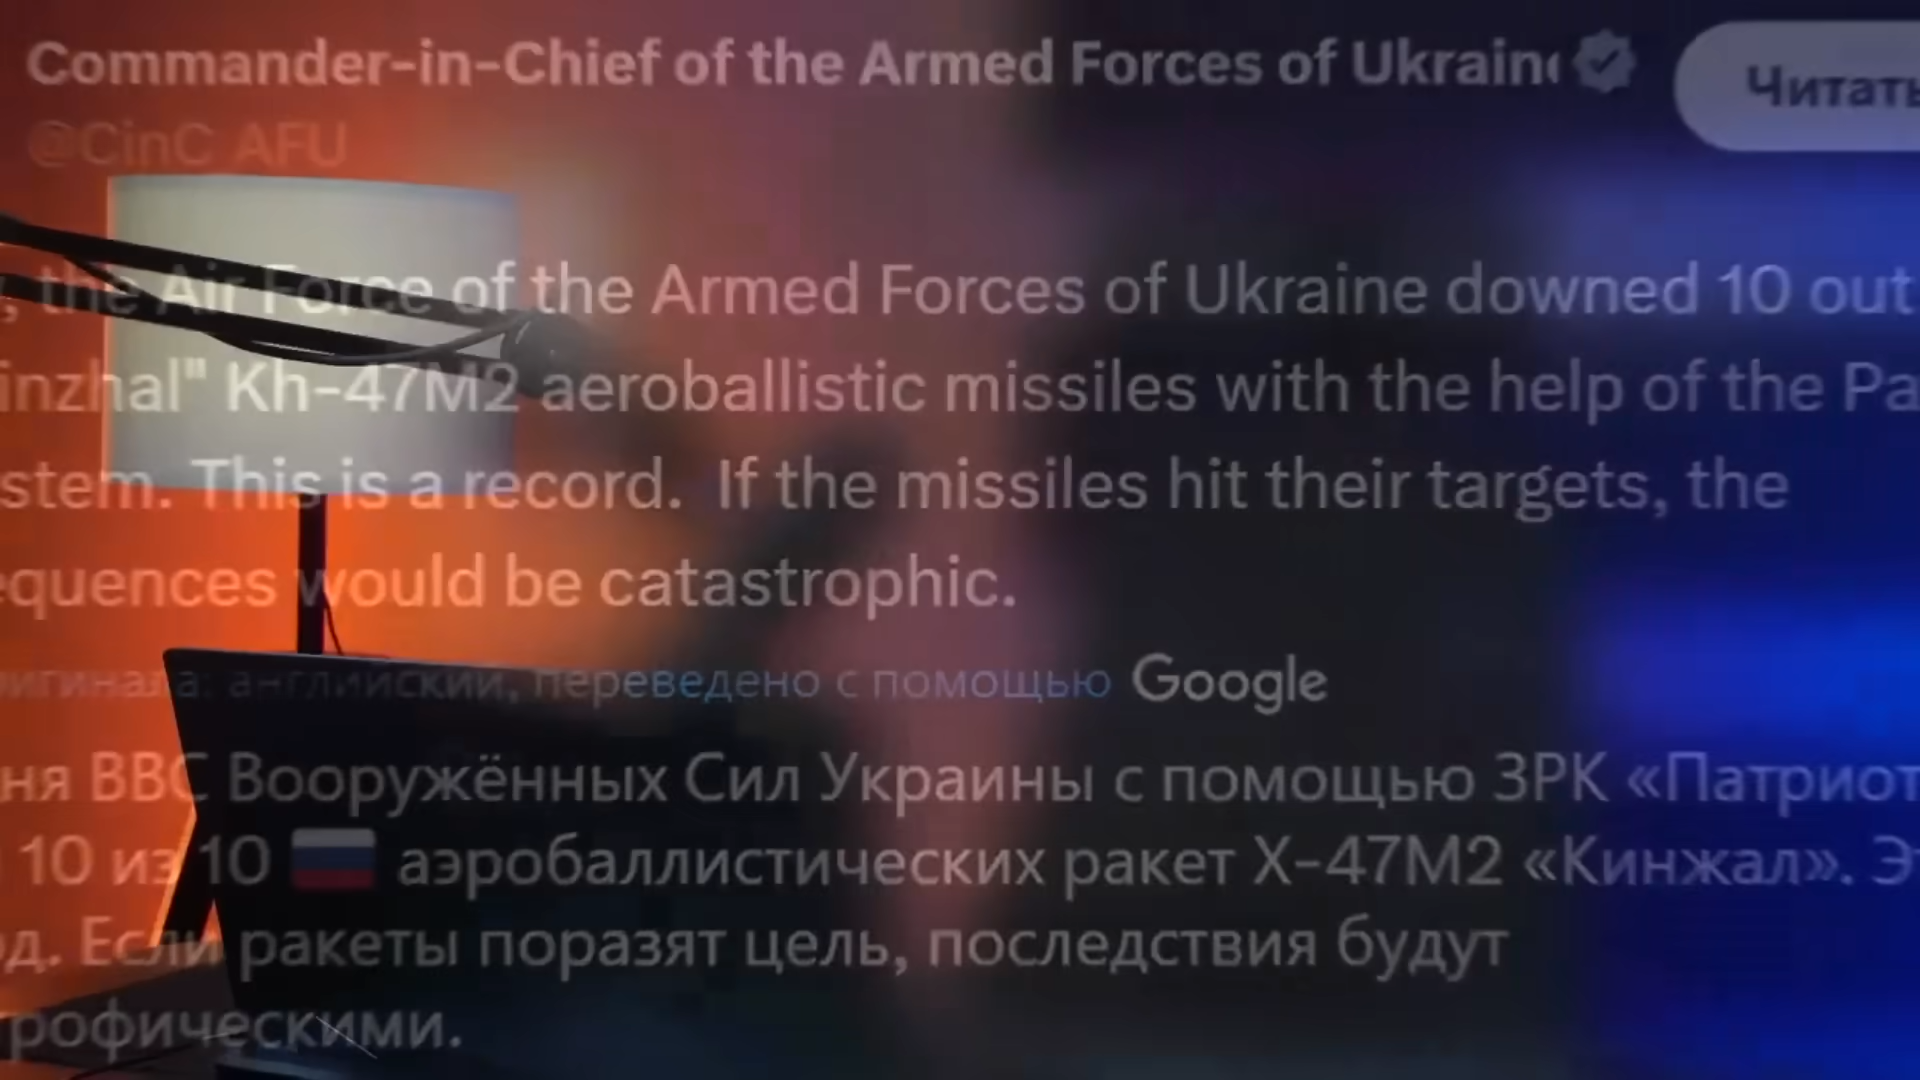 Commander-in-Chief of the Armed Forces of Ukraine
@CinC AFU
Читать
, the Air Force of the Armed Forces of Ukraine downed 10 out
inzhal" Kh-47M2 aeroballistic missiles with the help of the Pa
stem. This is a record. If the missiles hit their targets, the
equences would be catastrophic.
ригинала: английский, переведено с помощью Google
ня ВВС Вооружённых Сил Украины с помощью ЗРК «Патриот
10 из 10 аэробаллистических ракет Х-47М2 «Кинжал». Э
од. Если ракеты поразят цель, последствия будут
рофическими.